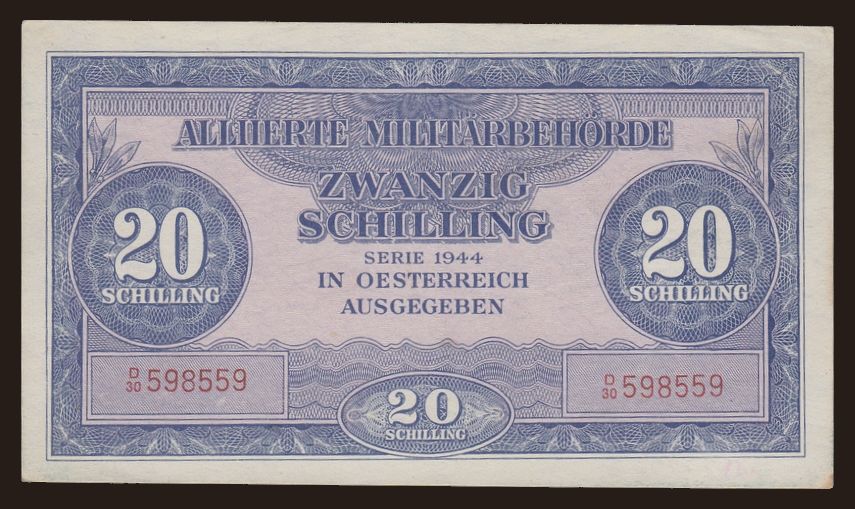 ALLIIERTE MILITÄRBEHÖRDE
ZWANZIG
SCHILLING
SERIE 1944
IN OESTERREICH
AUSGEGEBEN
20
SCHILLING
20
SCHILLING
D/30 598559
D/30 598559
20
SCHILLING